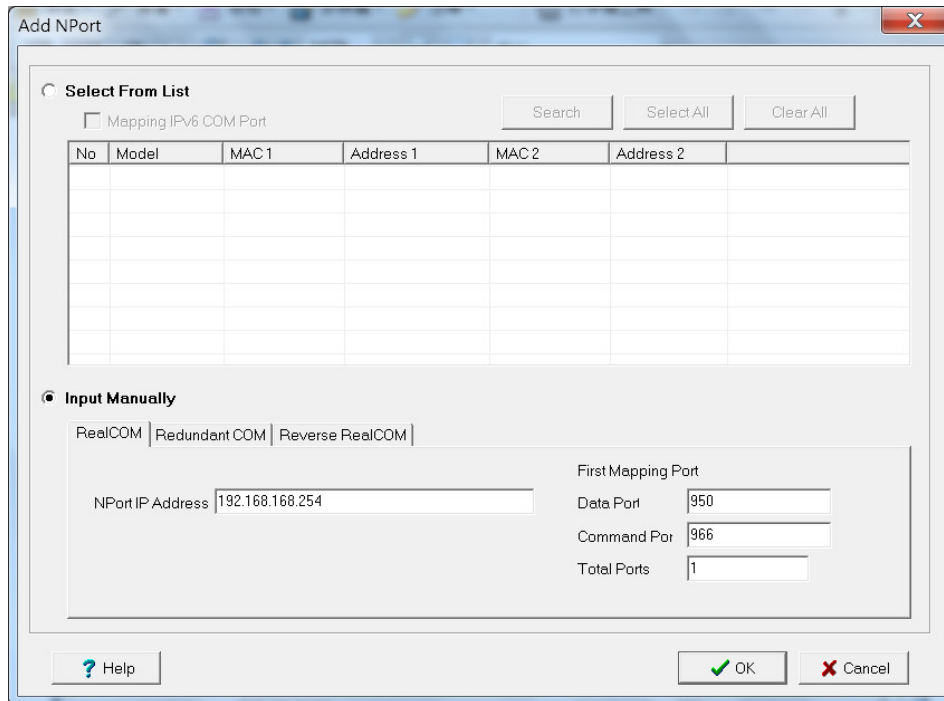 Add NPort
Select From List
Mapping IPv6 COM Port
Search
Select All
Clear All
No Model MAC 1 Address 1 MAC 2 Address 2
Input Manually
RealCOM Redundant COM Reverse RealCOM
First Mapping Port
NPort IP Address 192.168.168.254
Data Port 950
Command Por 966
Total Ports 1
? Help
OK
Cancel